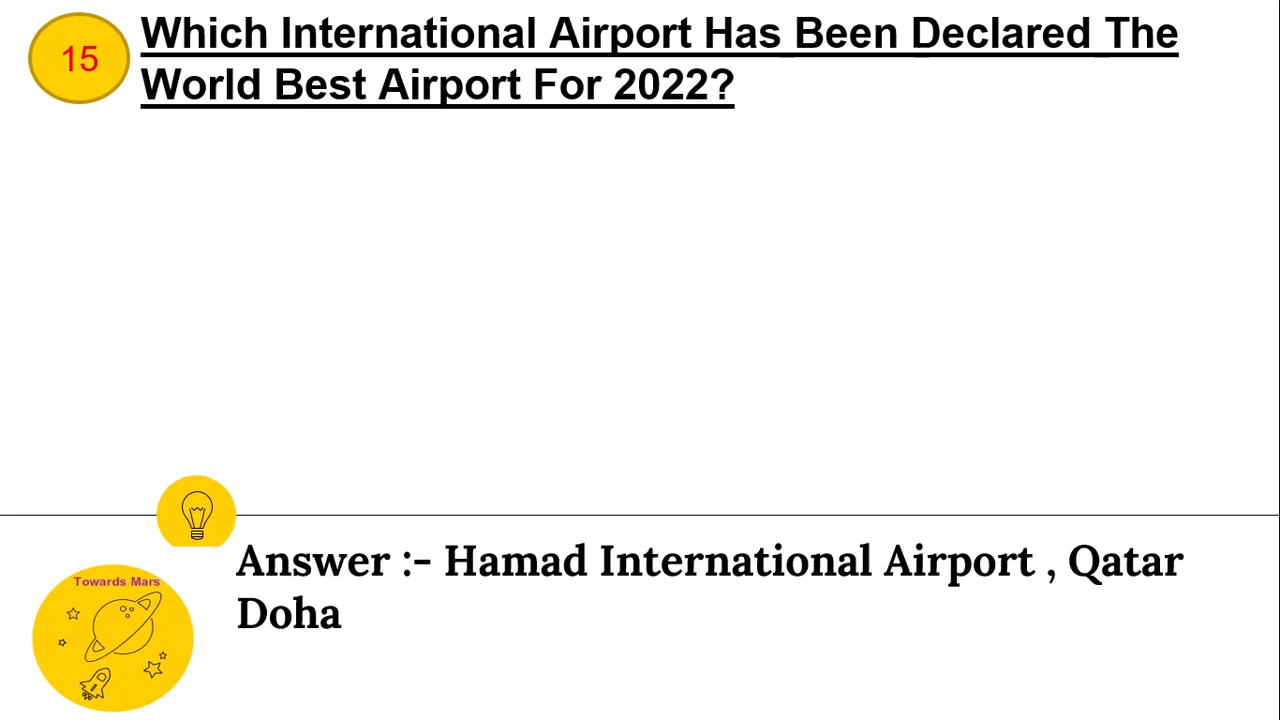 15
Which International Airport Has Been Declared The
World Best Airport For 2022?
Answer :- Hamad International Airport , Qatar
Doha
Towards Mars